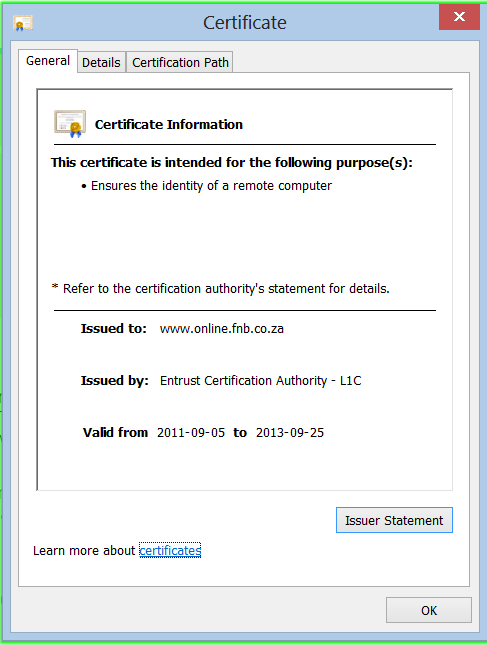 Certificate
General Details Certification Path
Certificate Information
This certificate is intended for the following purpose(s):
• Ensures the identity of a remote computer
* Refer to the certification authority's statement for details.
Issued to: www.online.fnb.co.za
Issued by: Entrust Certification Authority - L1C
Valid from 2011-09-05 to 2013-09-25
Issuer Statement
Learn more about certificates
OK